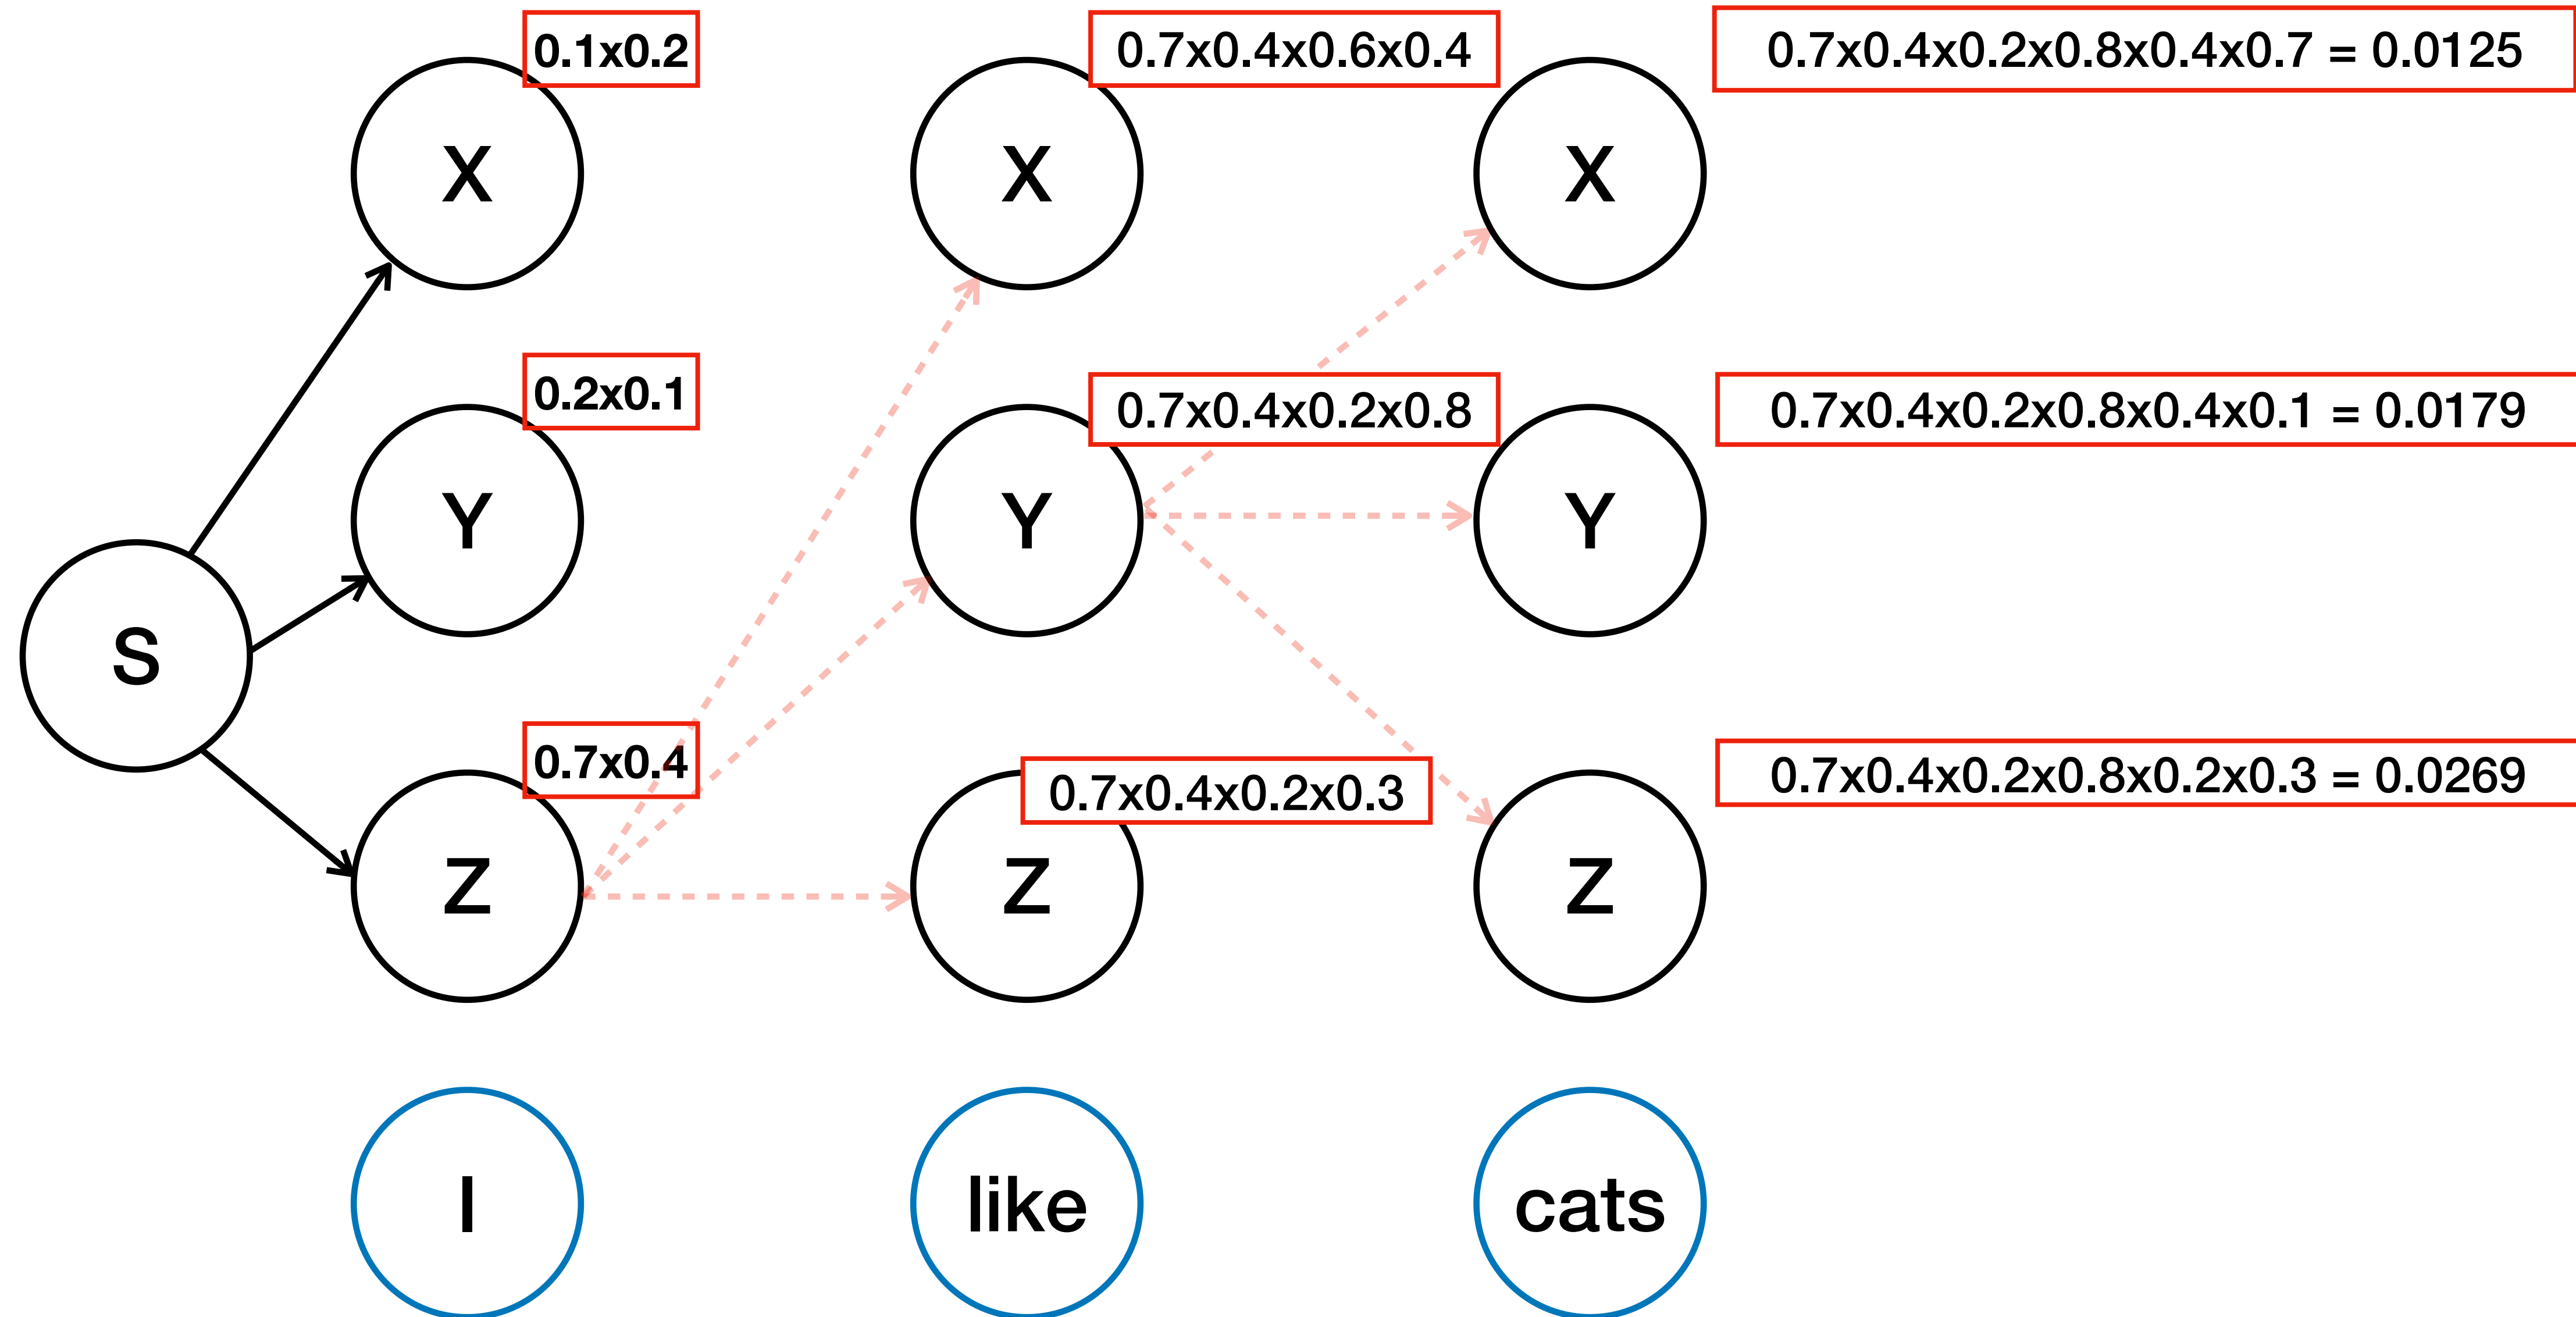 0.1x0.2
0.7x0.4x0.6x0.4
0.7x0.4x0.2x0.8x0.4x0.7 = 0.0125
X
X
X
0.2x0.1
0.7x0.4x0.2x0.8
0.7x0.4x0.2x0.8x0.4x0.1 = 0.0179
Y
Y
Y
S
0.7x0.4
0.7x0.4x0.2x0.3
0.7x0.4x0.2x0.8x0.2x0.3 = 0.0269
Z
Z
Z
I
like
cats